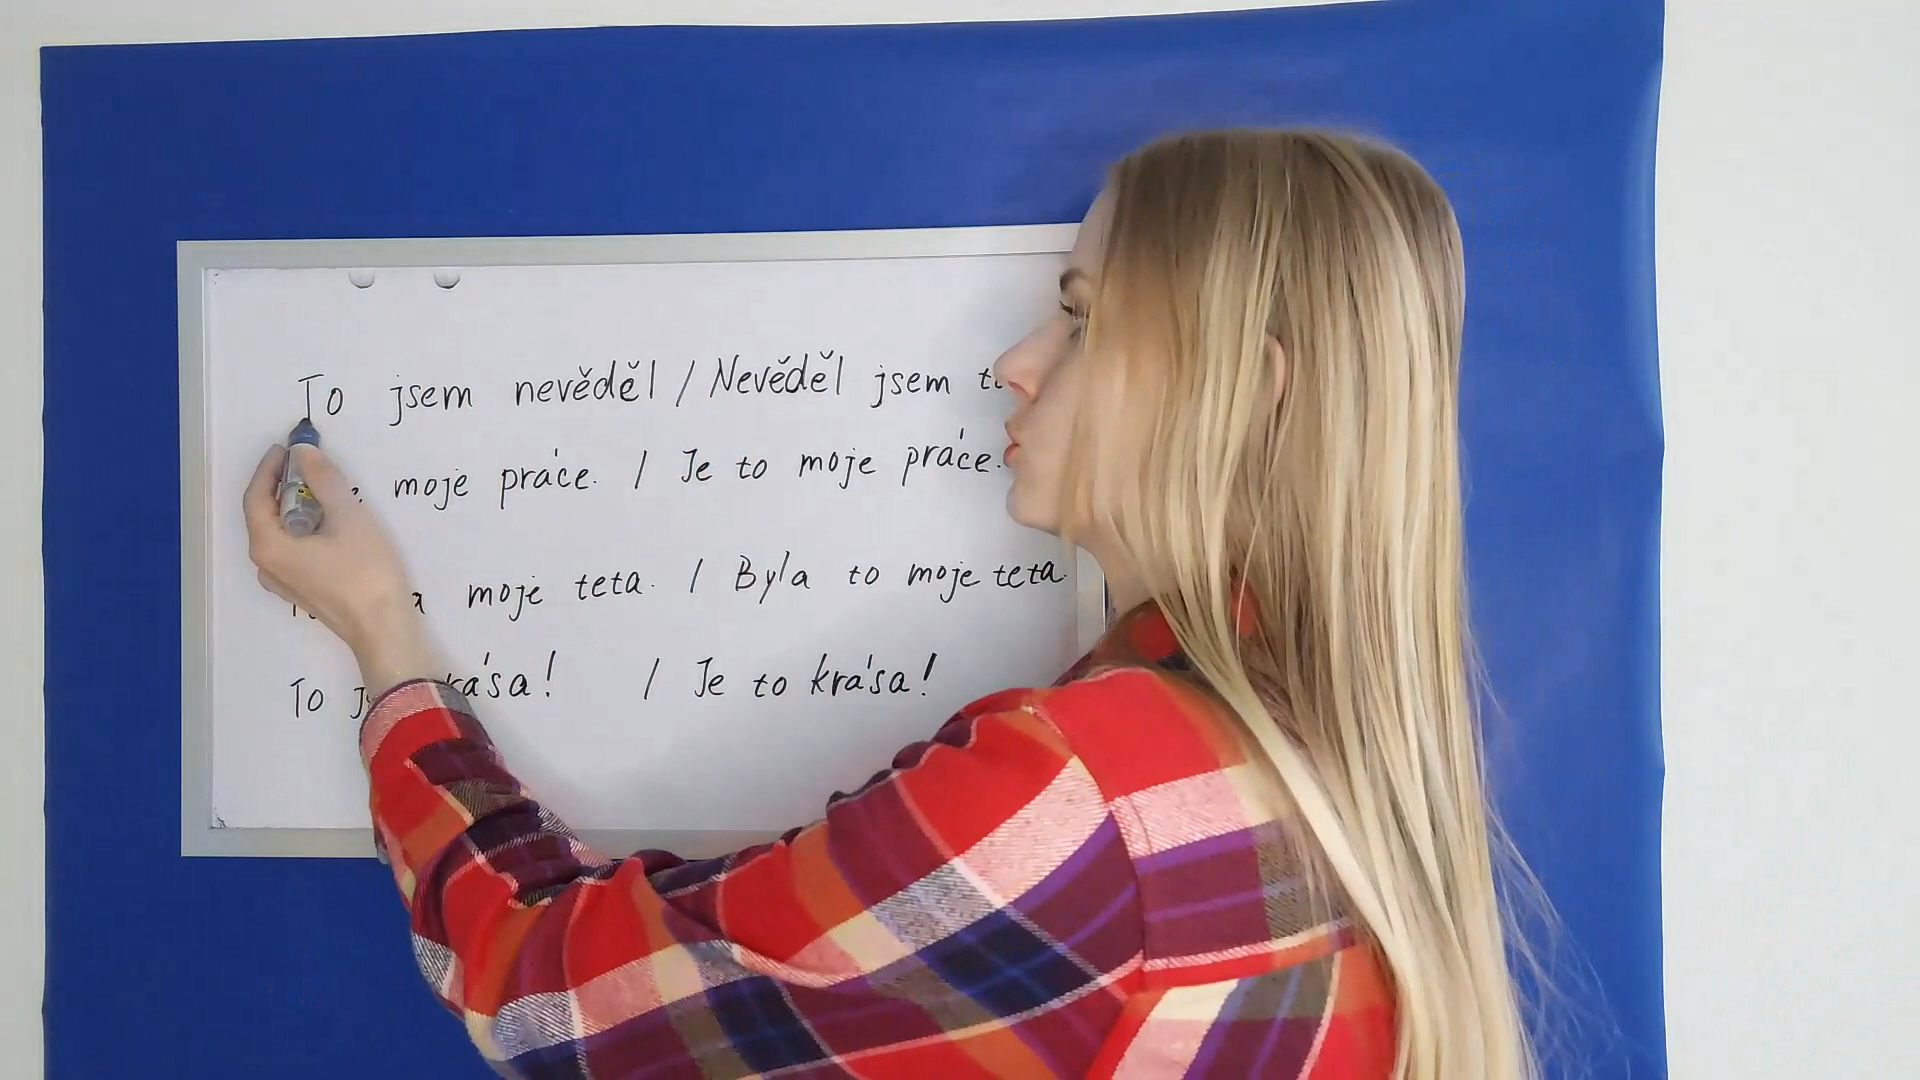 To jsem nevěděl / Nevěděl jsem
moje práce. / Je to moje práce.
moje teta. / Byla to moje teta.
To krása! / Je to krása!